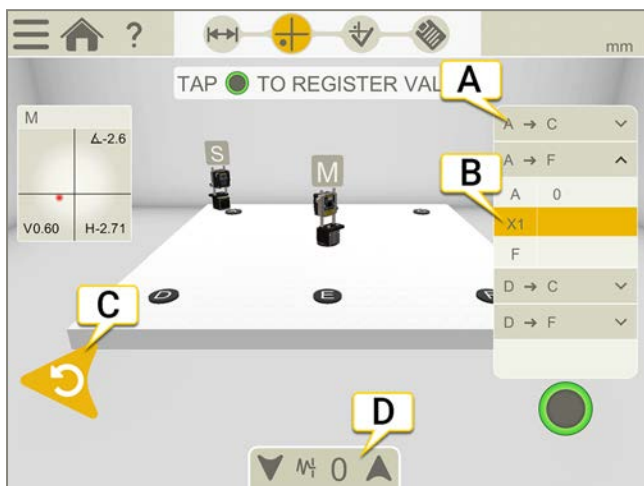 ?
mm
TAP TO REGISTER VAL
A
A → C
M
∡-2.6
V0.60 H-2.71
S
M
A → F
B
A 0
X1
F
D → C
D → F
D
E
C
D
0